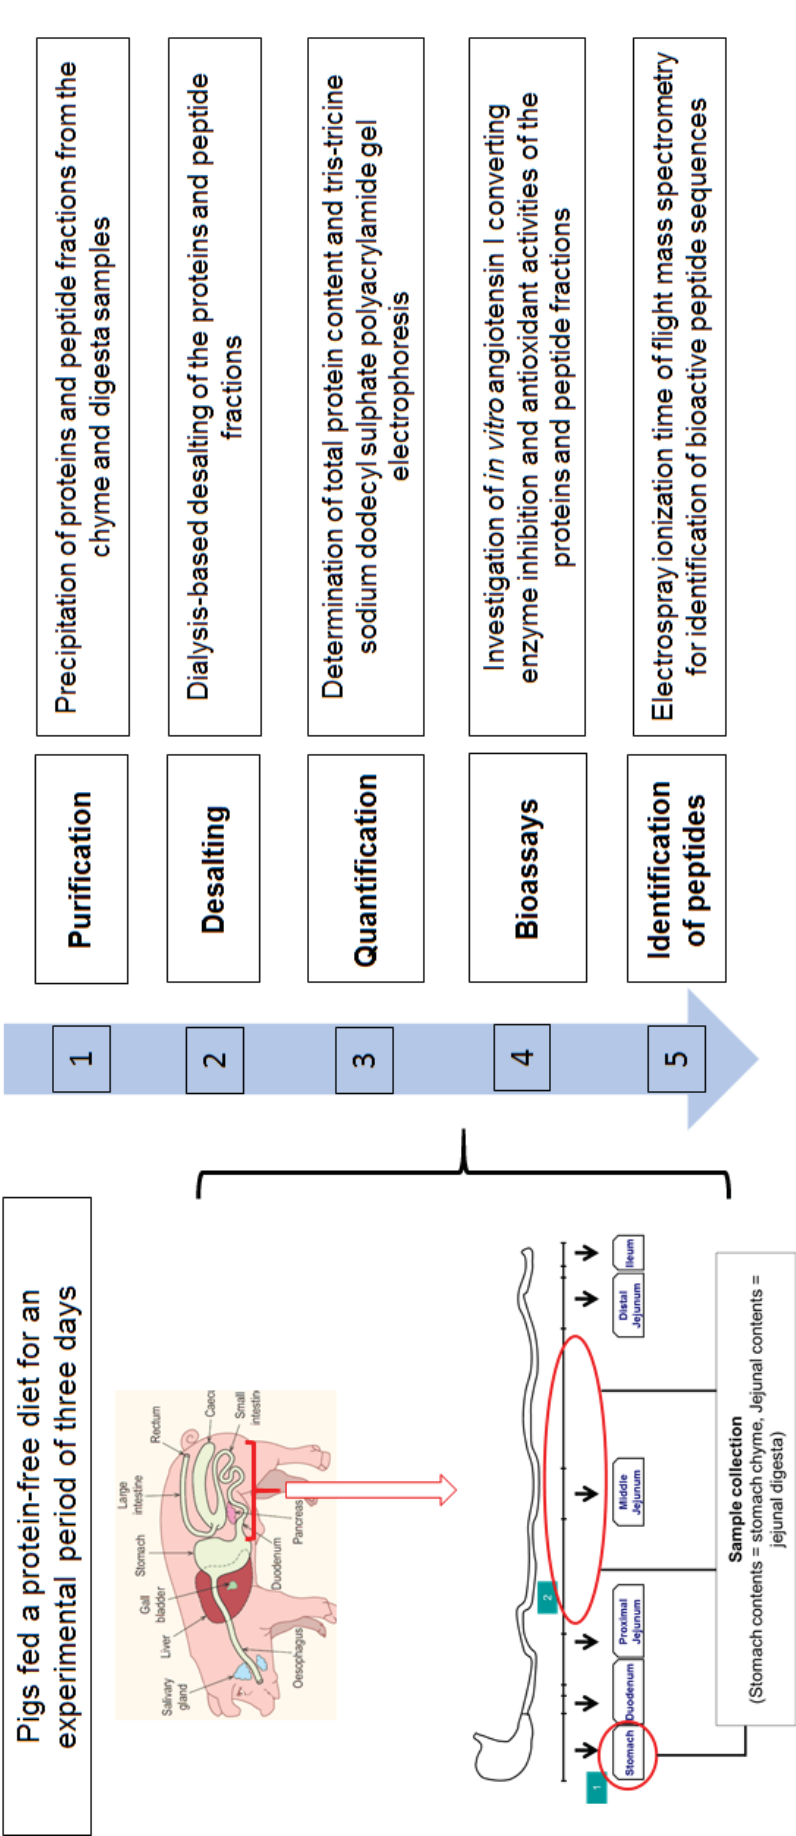 Pigs fed a protein-free diet for an
experimental period of three days
Salivary
gland
Liver
Gall
bladder
Stomach
Large
intestine
Rectum
Caec
Small
intestin
Pancreas
Duodenum
Oesophagus
1
2
Stomach
Duodenum
Proximal
Jejunum
Middle
Jejunum
Distal
Jejunum
Ileum
Sample collection
(Stomach contents = stomach chyme, Jejunal contents =
jejunal digesta)
1
Purification
Precipitation of proteins and peptide fractions from the
chyme and digesta samples
2
Desalting
Dialysis-based desalting of the proteins and peptide
fractions
3
Quantification
Determination of total protein content and tris-tricine
sodium dodecyl sulphate polyacrylamide gel
electrophoresis
4
Bioassays
Investigation of in vitro angiotensin I converting
enzyme inhibition and antioxidant activities of the
proteins and peptide fractions
5
Identification
of peptides
Electrospray ionization time of flight mass spectrometry
for identification of bioactive peptide sequences